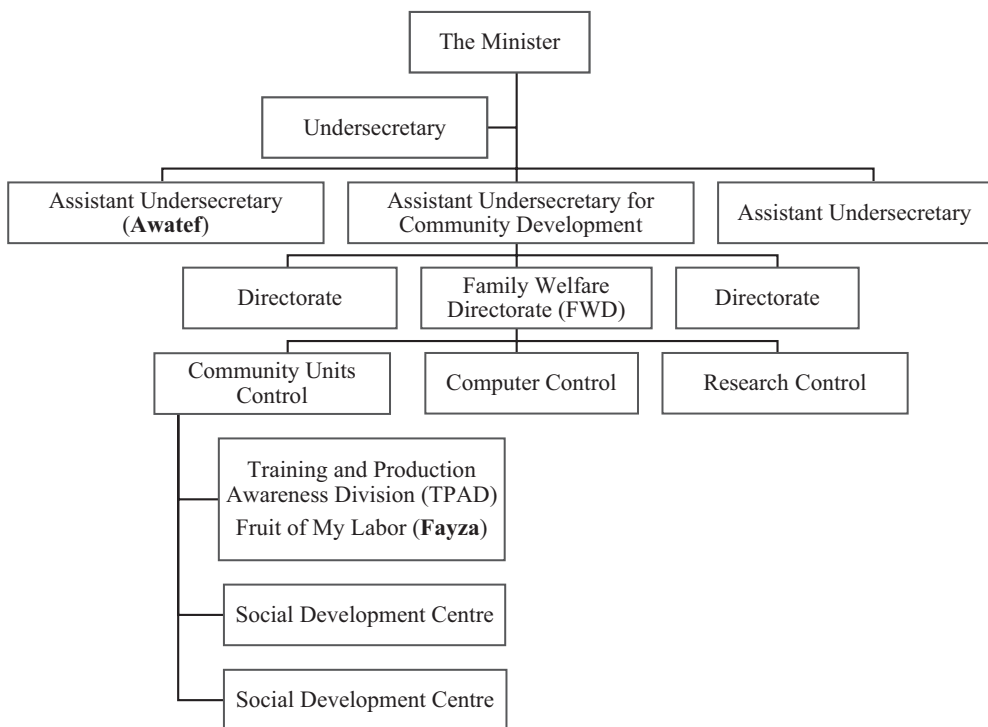 The Minister
Undersecretary
Assistant Undersecretary
(Awatef)
Assistant Undersecretary for
Community Development
Assistant Undersecretary
Directorate
Family Welfare
Directorate (FWD)
Directorate
Community Units
Control
Computer Control
Research Control
Training and Production
Awareness Division (TPAD)
Fruit of My Labor (Fayza)
Social Development Centre
Social Development Centre